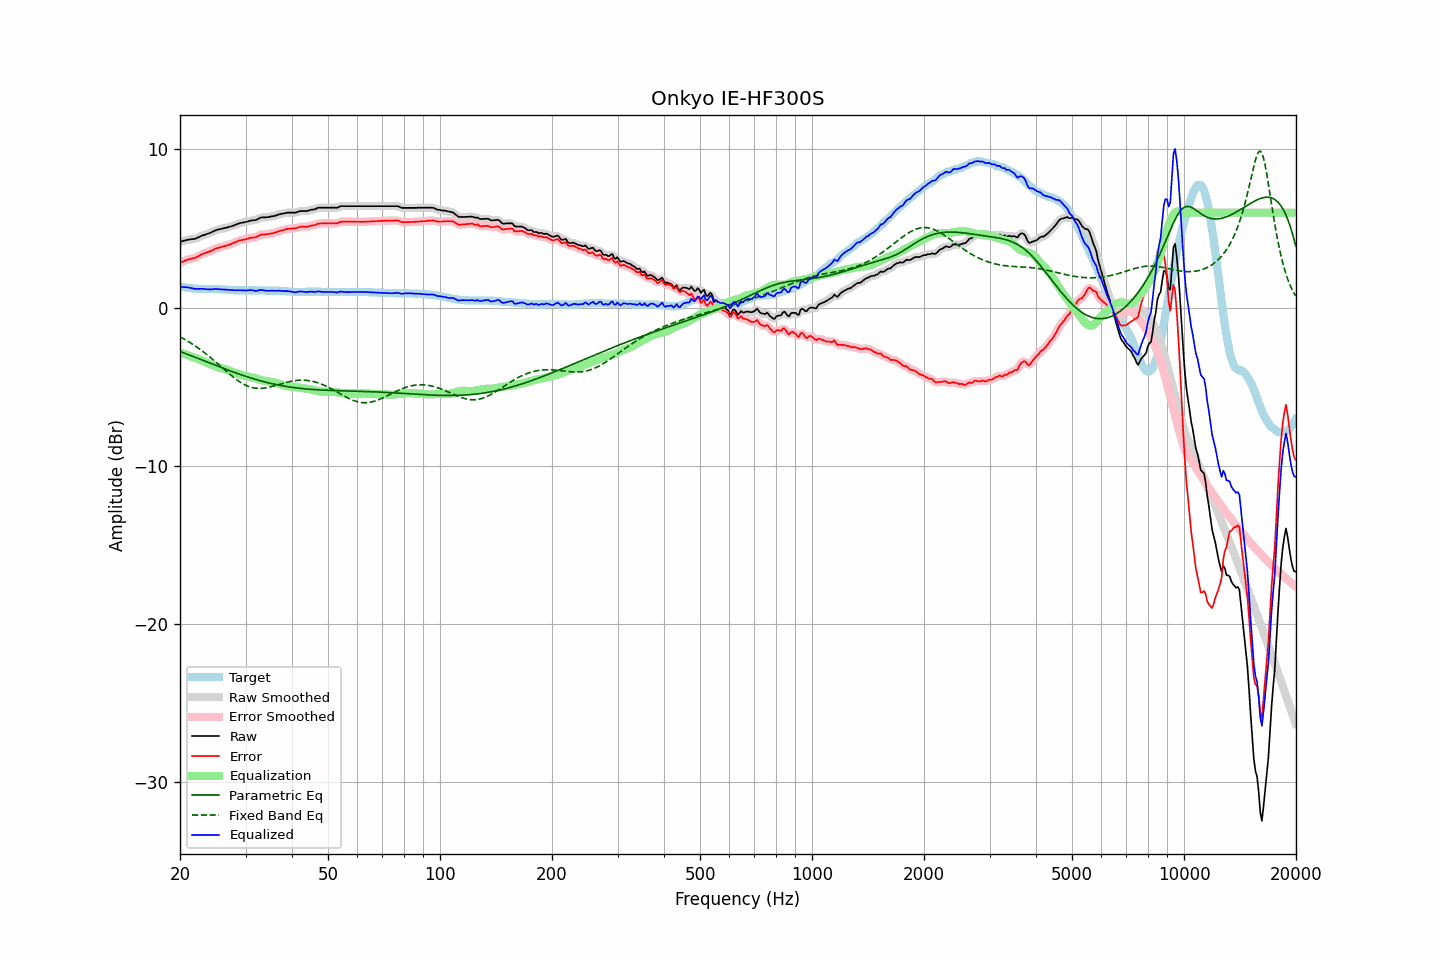 Onkyo IE-HF300S
10
0
−10
−20
−30
Amplitude (dBr)
Target
Raw Smoothed
Error Smoothed
Raw
Error
Equalization
Parametric Eq
Fixed Band Eq
Equalized
20 50 100 200 500 1000 2000 5000 10000 20000
Frequency (Hz)